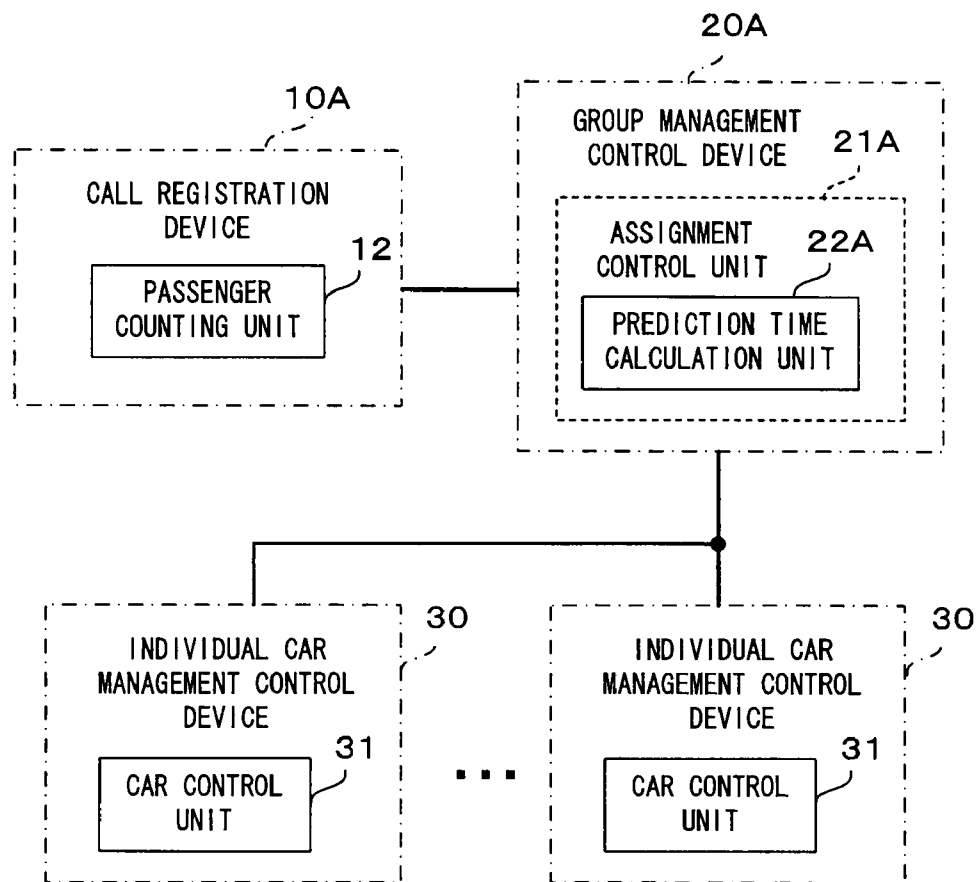 20A
10A
GROUP MANAGEMENT
CONTROL DEVICE
21A
CALL REGISTRATION
DEVICE
12
ASSIGNMENT
CONTROL UNIT
22A
PASSENGER
COUNTING UNIT
PREDICTION TIME
CALCULATION UNIT
30
INDIVIDUAL CAR
MANAGEMENT CONTROL
DEVICE
31
CAR CONTROL
UNIT
...
30
INDIVIDUAL CAR
MANAGEMENT CONTROL
DEVICE
31
CAR CONTROL
UNIT